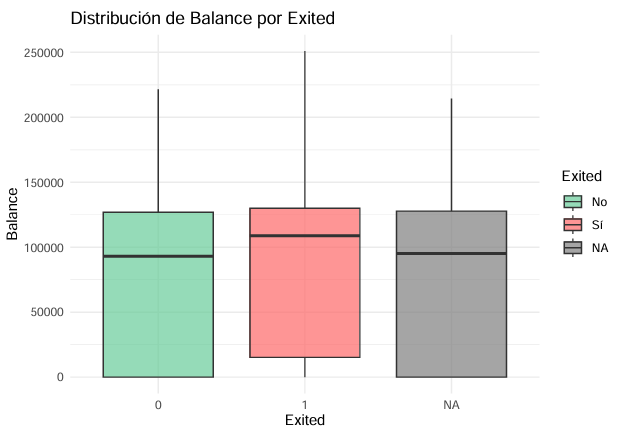 Distribución de Balance por Exited
250000
200000
150000
100000
50000
0
Balance
0
1
NA
Exited
Exited
No
Sí
NA